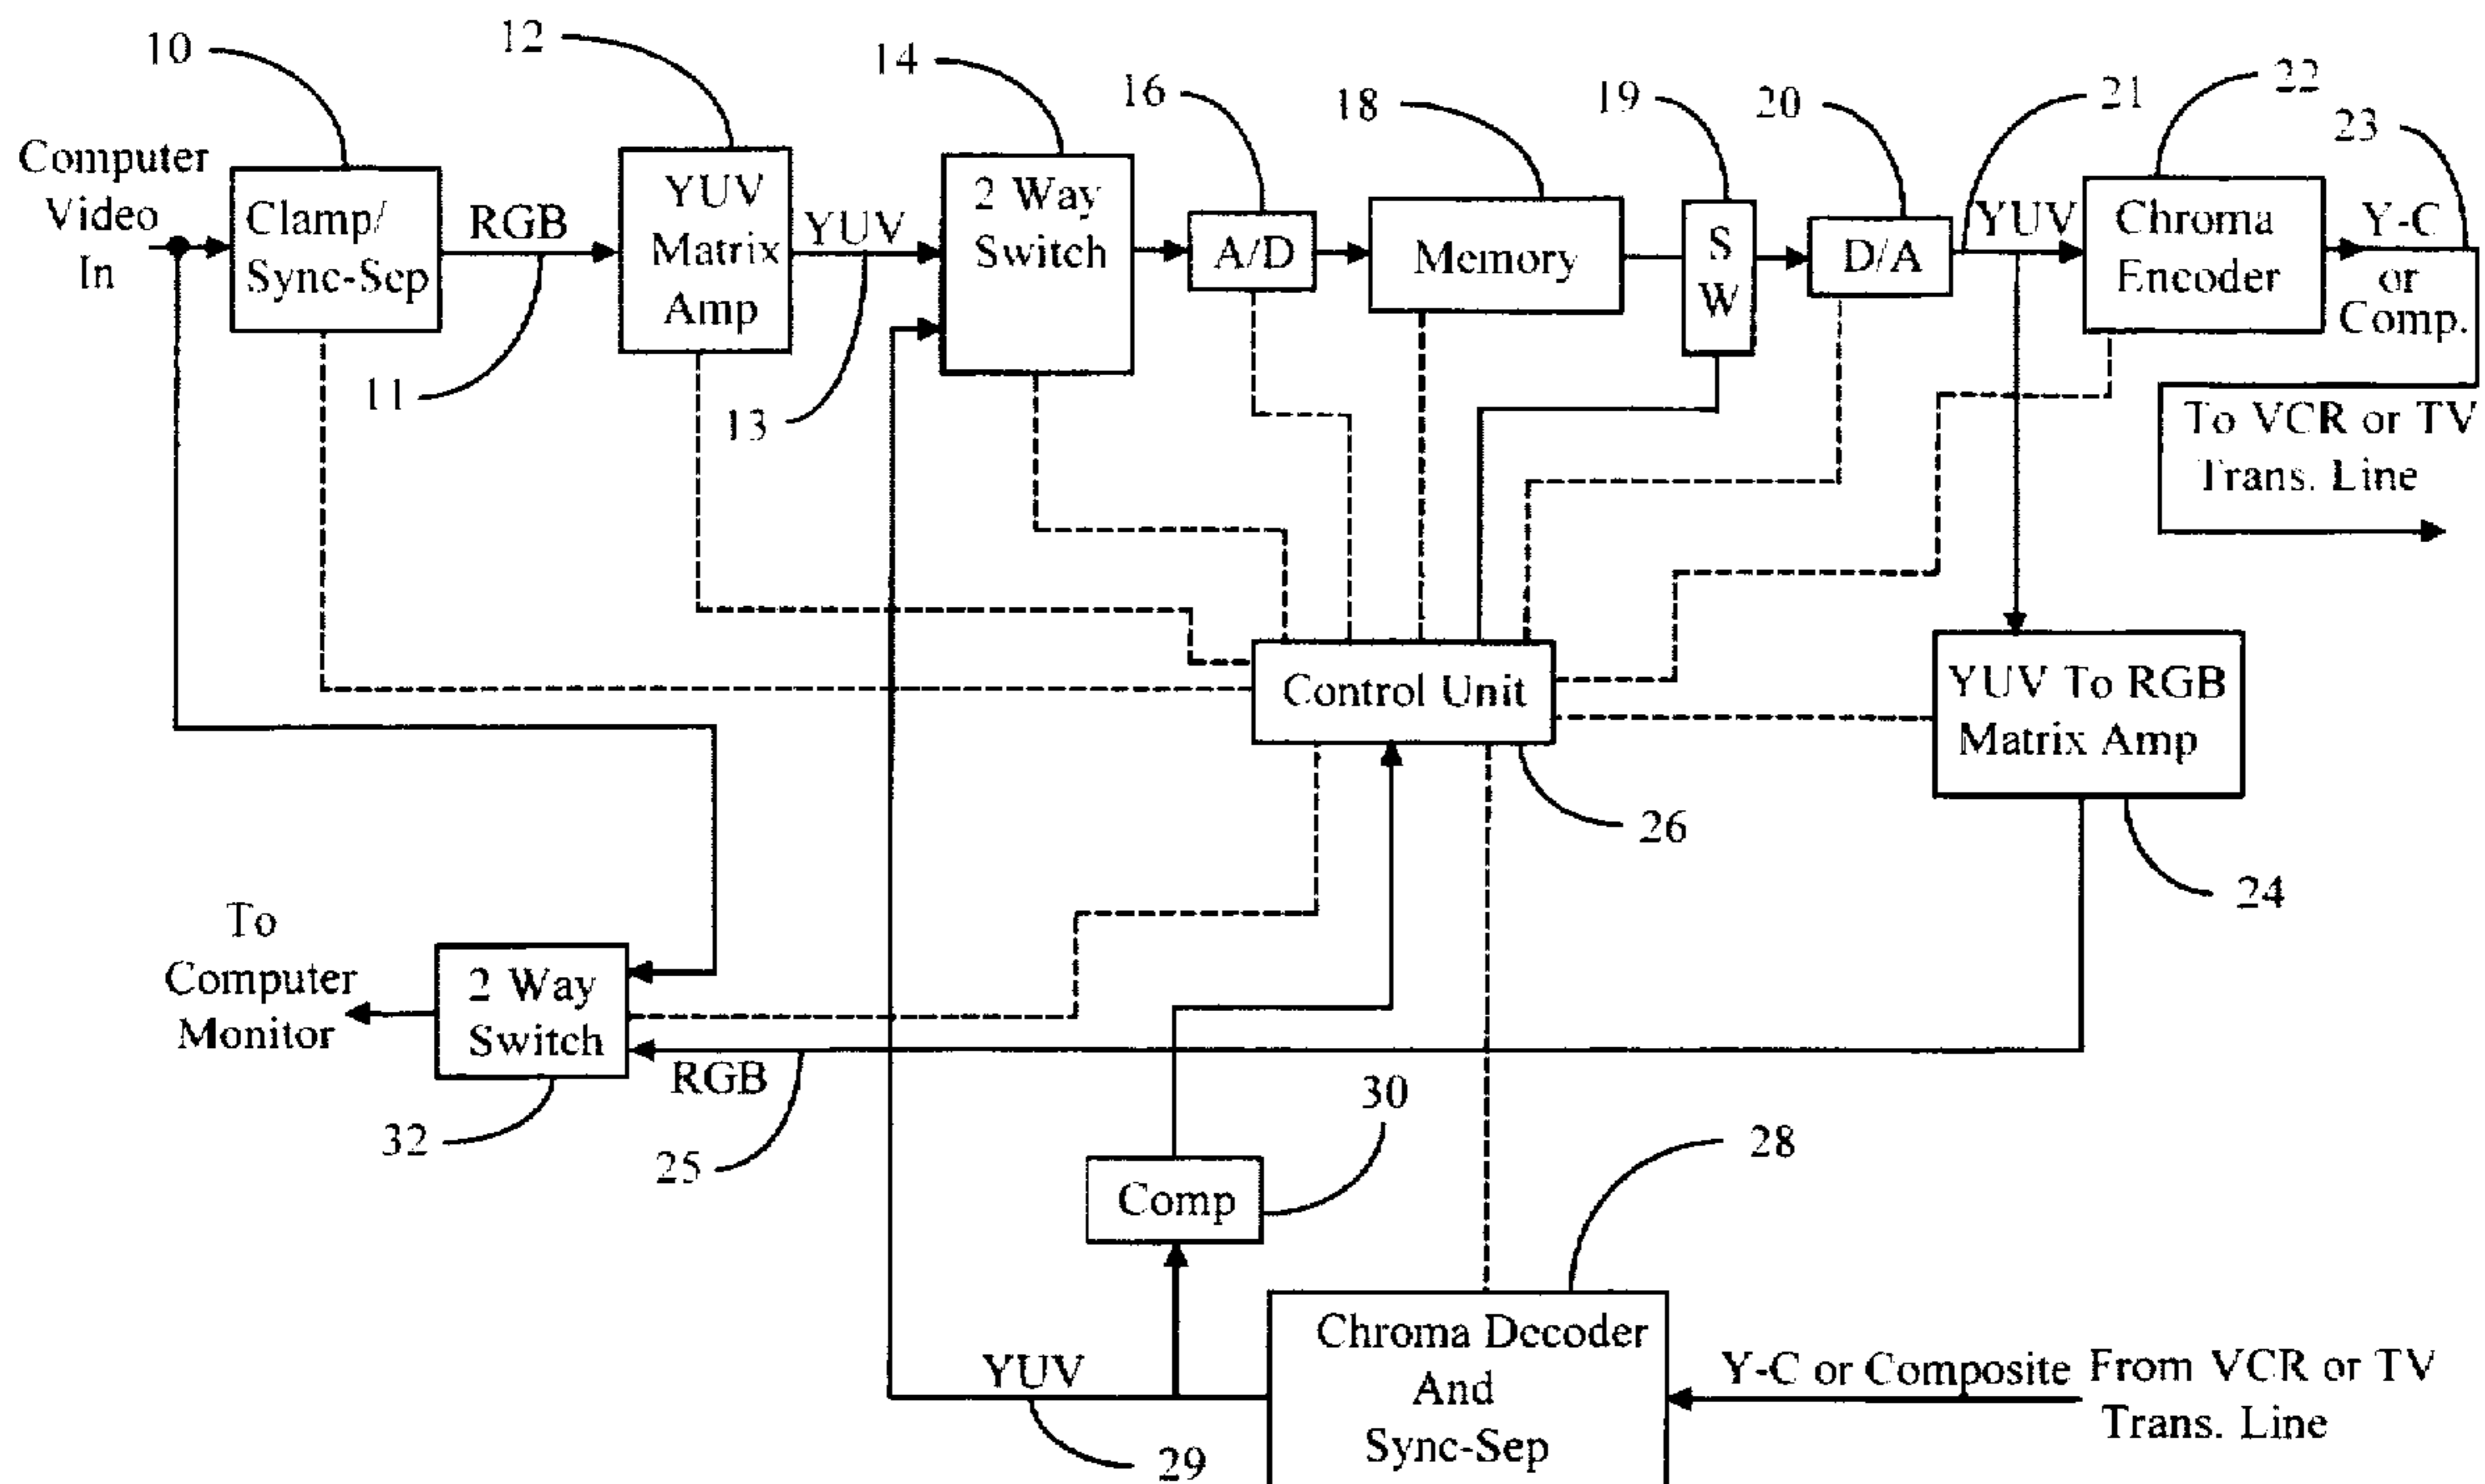 10
12
14
16
18
19
20
21
22
23
Computer
Video
In
Clamp/
Sync-Sep
RGB
11
YUV
Matrix
Amp
YUV
13
2 Way
Switch
A/D
Memory
S
W
D/A
YUV
Chroma
Encoder
Y-C
or
Comp.
To VCR or TV
Trans. Line
Control Unit
26
YUV To RGB
Matrix Amp
24
To
Computer
Monitor
2 Way
Switch
32
RGB
25
Comp
30
28
Chroma Decoder
And
Sync-Sep
YUV
29
Y-C or Composite
From VCR or TV
Trans. Line